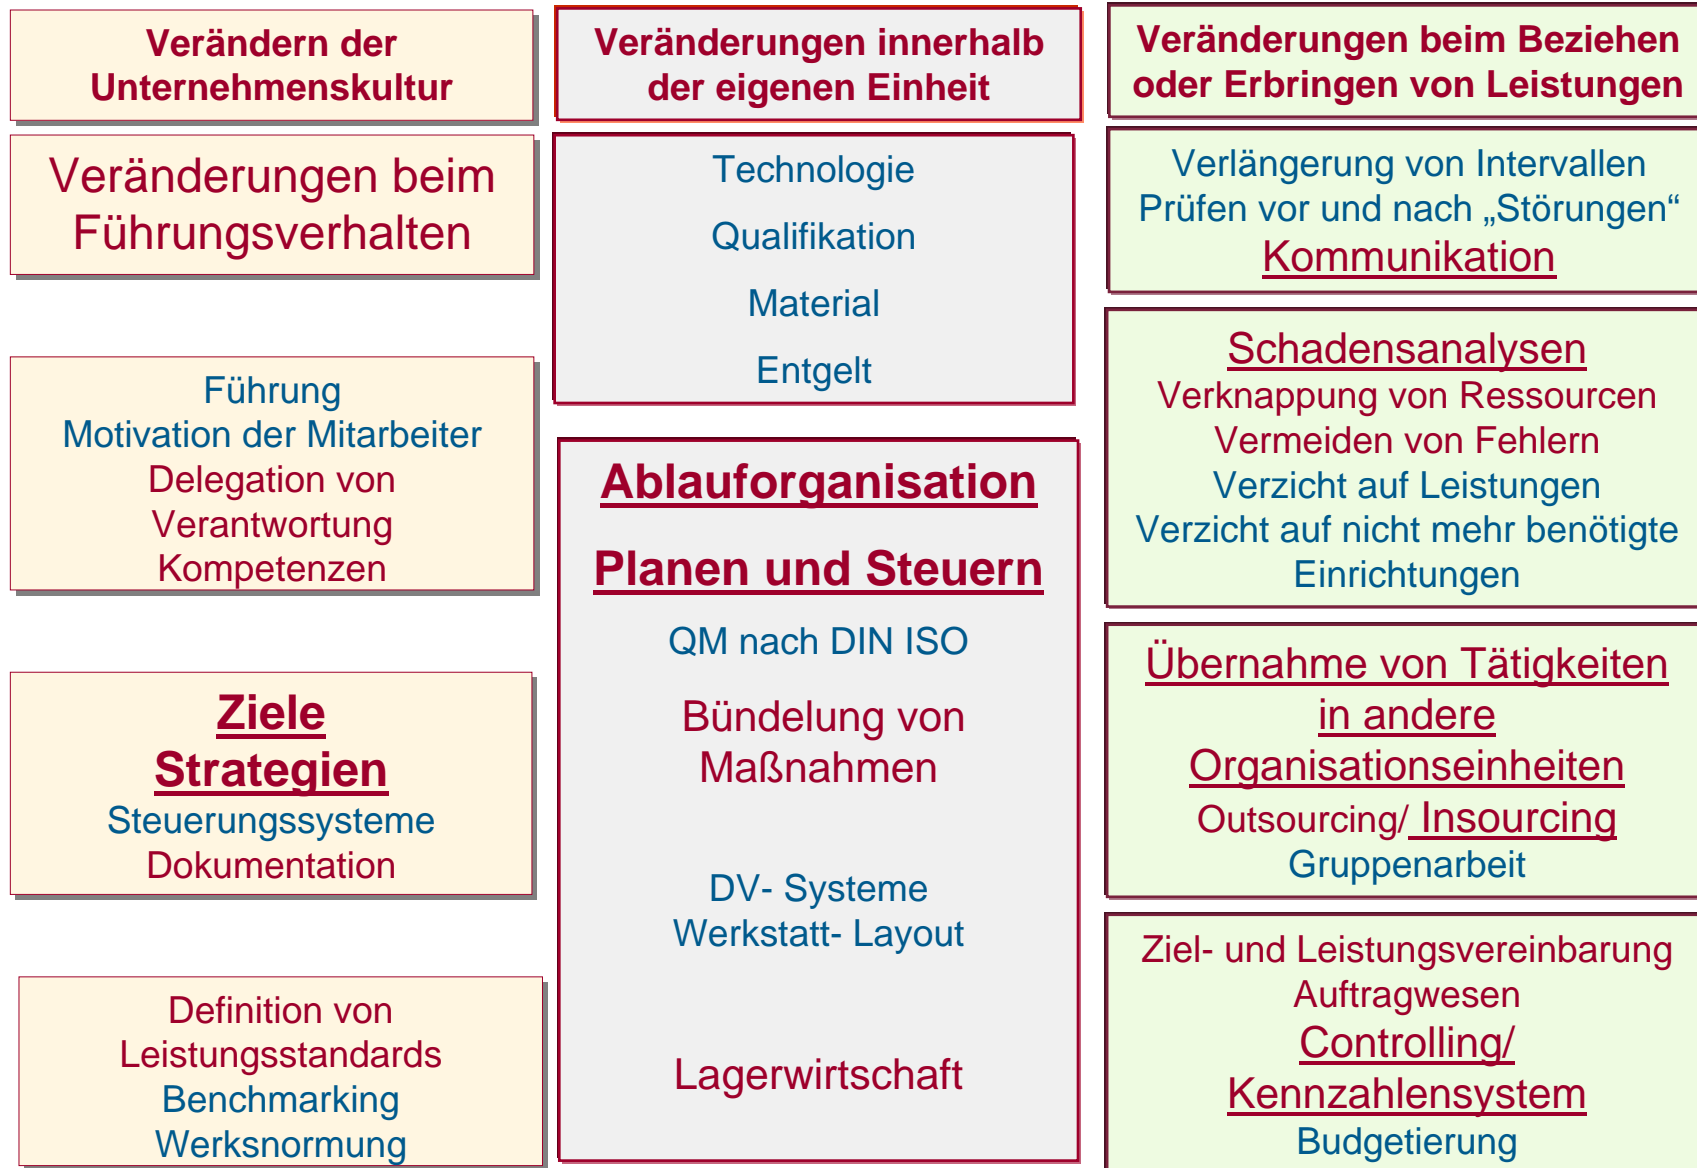 Verändern der
Unternehmenskultur
Veränderungen beim
Führungsverhalten
Führung
Motivation der Mitarbeiter
Delegation von
Verantwortung
Kompetenzen
Ziele
Strategien
Steuerungssysteme
Dokumentation
Definition von
Leistungsstandards
Benchmarking
Werksnormung
Veränderungen innerhalb
der eigenen Einheit
Technologie
Qualifikation
Material
Entgelt
Ablauforganisation
Planen und Steuern
QM nach DIN ISO
Bündelung von
Maßnahmen
DV- Systeme
Werkstatt- Layout
Lagerwirtschaft
Veränderungen beim Beziehen
oder Erbringen von Leistungen
Verlängerung von Intervallen
Prüfen vor und nach „Störungen“
Kommunikation
Schadensanalysen
Verknappung von Ressourcen
Vermeiden von Fehlern
Verzicht auf Leistungen
Verzicht auf nicht mehr benötigte
Einrichtungen
Übernahme von Tätigkeiten
in andere
Organisationseinheiten
Outsourcing/ Insourcing
Gruppenarbeit
Ziel- und Leistungsvereinbarung
Auftragwesen
Controlling/
Kennzahlensystem
Budgetierung